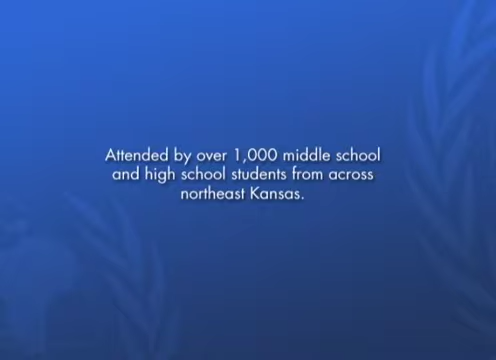 Attended by over 1,000 middle school
and high school students from across
northeast Kansas.